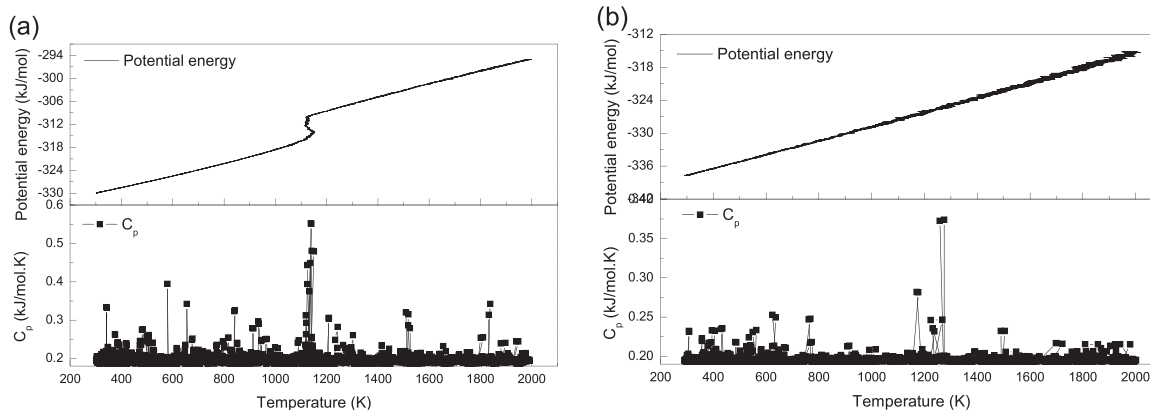 (a)
Potential energy (kJ/mol)
-294
-300
-306
-312
-318
-324
-330
Potential energy
C_p (kJ/mol.K)
0.6
0.5
0.4
0.3
0.2
C_p
200 400 600 800 1000 1200 1400 1600 1800 2000
Temperature (K)
(b)
Potential energy (kJ/mol)
-312
-318
-324
-330
-336
-342
Potential energy
C_p (kJ/mol.K)
0.40
0.35
0.30
0.25
0.20
C_p
200 400 600 800 1000 1200 1400 1600 1800 2000
Temperature (K)